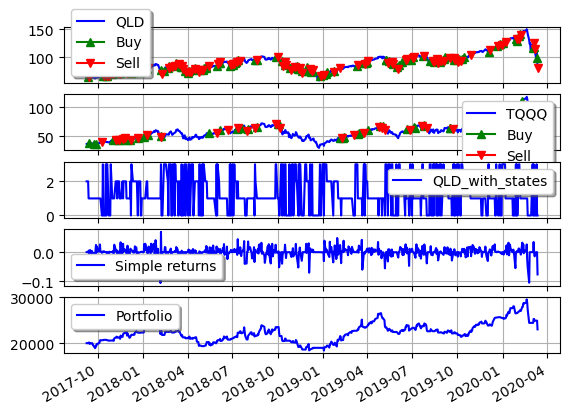 150
100
QLD
Buy
Sell
100
50
TQQQ
Buy
Sell
2
0
QLD_with_states
0.0
−0.1
Simple returns
30000
20000
Portfolio
2017-10
2018-01
2018-04
2018-07
2018-10
2019-01
2019-04
2019-07
2019-10
2020-01
2020-04